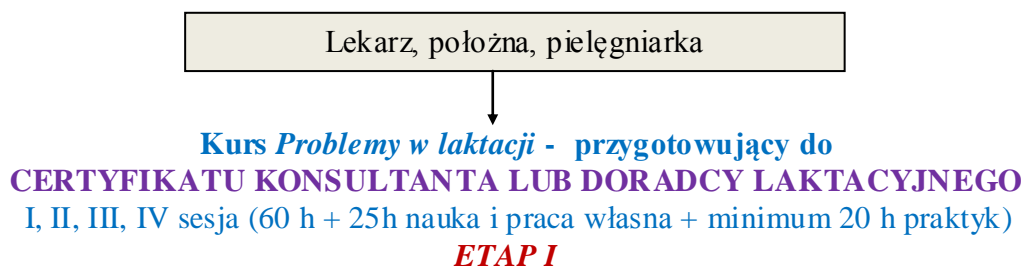 Lekarz, położna, pielęgniarka
Kurs Problemy w laktacji - przygotowujący do
CERTYFIKATU KONSULTANTA LUB DORADCY LAKTACYJNEGO
I, II, III, IV sesja (60 h + 25h nauka i praca własna + minimum 20 h praktyk)
ETAP I